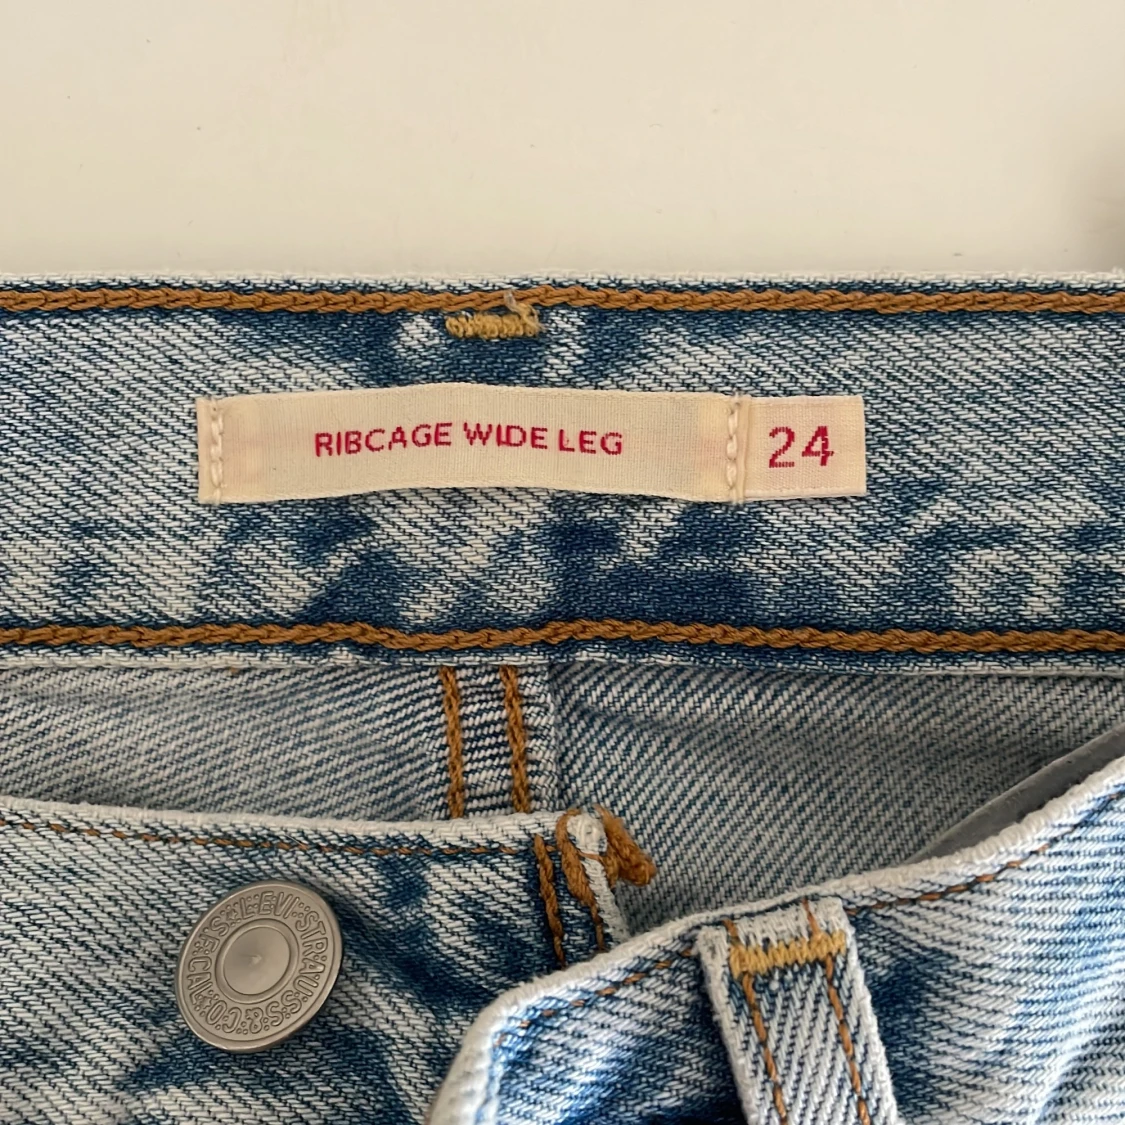 RIBCAGE WIDE LEG
24
LEVI STRAUSS & CO.
S.F. CAL